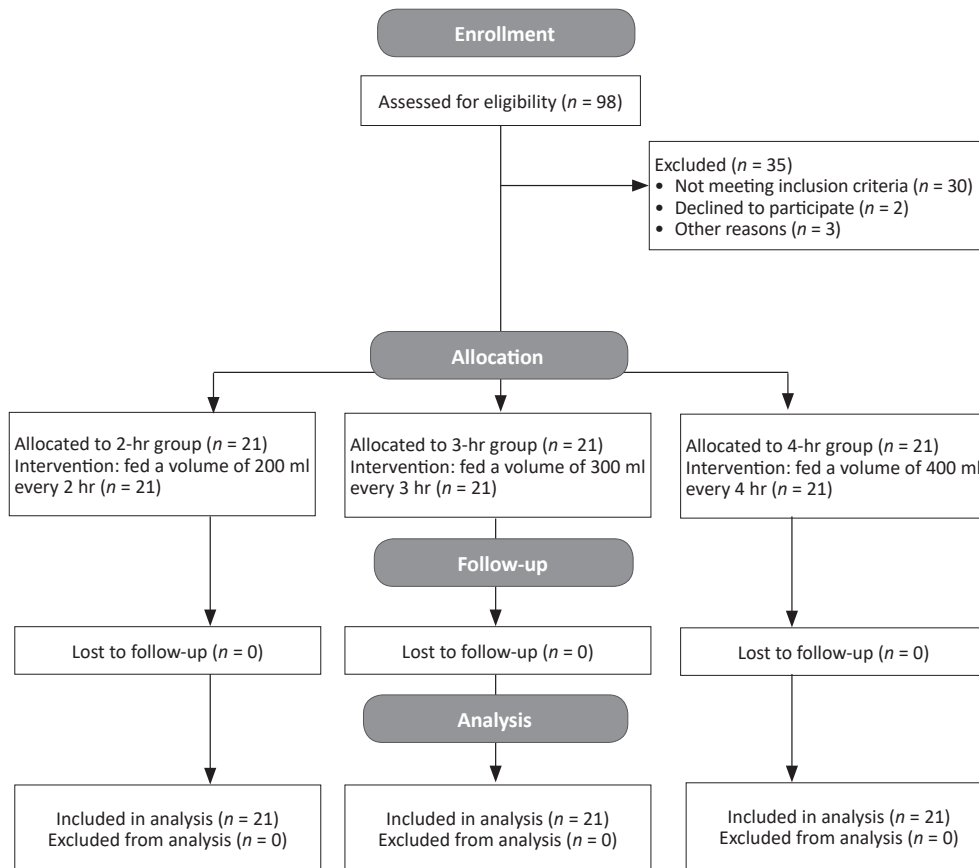 Enrollment
Assessed for eligibility (n = 98)
Excluded (n = 35)
• Not meeting inclusion criteria (n = 30)
• Declined to participate (n = 2)
• Other reasons (n = 3)
Allocation
Allocated to 2-hr group (n = 21)
Intervention: fed a volume of 200 ml
every 2 hr (n = 21)
Allocated to 3-hr group (n = 21)
Intervention: fed a volume of 300 ml
every 3 hr (n = 21)
Allocated to 4-hr group (n = 21)
Intervention: fed a volume of 400 ml
every 4 hr (n = 21)
Follow-up
Lost to follow-up (n = 0)
Lost to follow-up (n = 0)
Lost to follow-up (n = 0)
Analysis
Included in analysis (n = 21)
Excluded from analysis (n = 0)
Included in analysis (n = 21)
Excluded from analysis (n = 0)
Included in analysis (n = 21)
Excluded from analysis (n = 0)